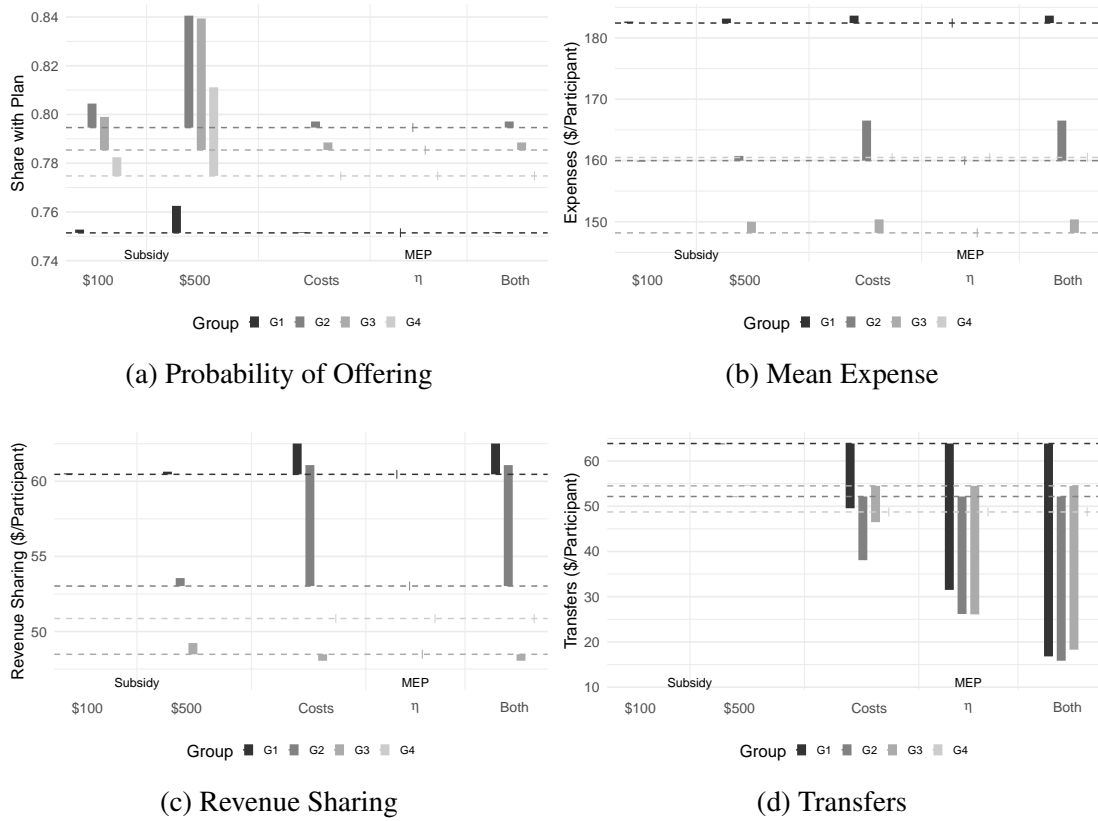 Share with Plan
0.84
0.82
0.80
0.78
0.76
0.74
Subsidy
MEP
$100
$500
Costs
η
Both
Group G1 G2 G3 G4
(a) Probability of Offering
Expenses ($/Participant)
180
170
160
150
Subsidy
MEP
$100
$500
Costs
η
Both
Group G1 G2 G3 G4
(b) Mean Expense
Revenue Sharing ($/Participant)
60
53
50
Subsidy
MEP
$100
$500
Costs
η
Both
Group G1 G2 G3 G4
(c) Revenue Sharing
Transfers ($/Participant)
60
50
40
30
20
10
Subsidy
MEP
$100
$500
Costs
η
Both
Group G1 G2 G3 G4
(d) Transfers